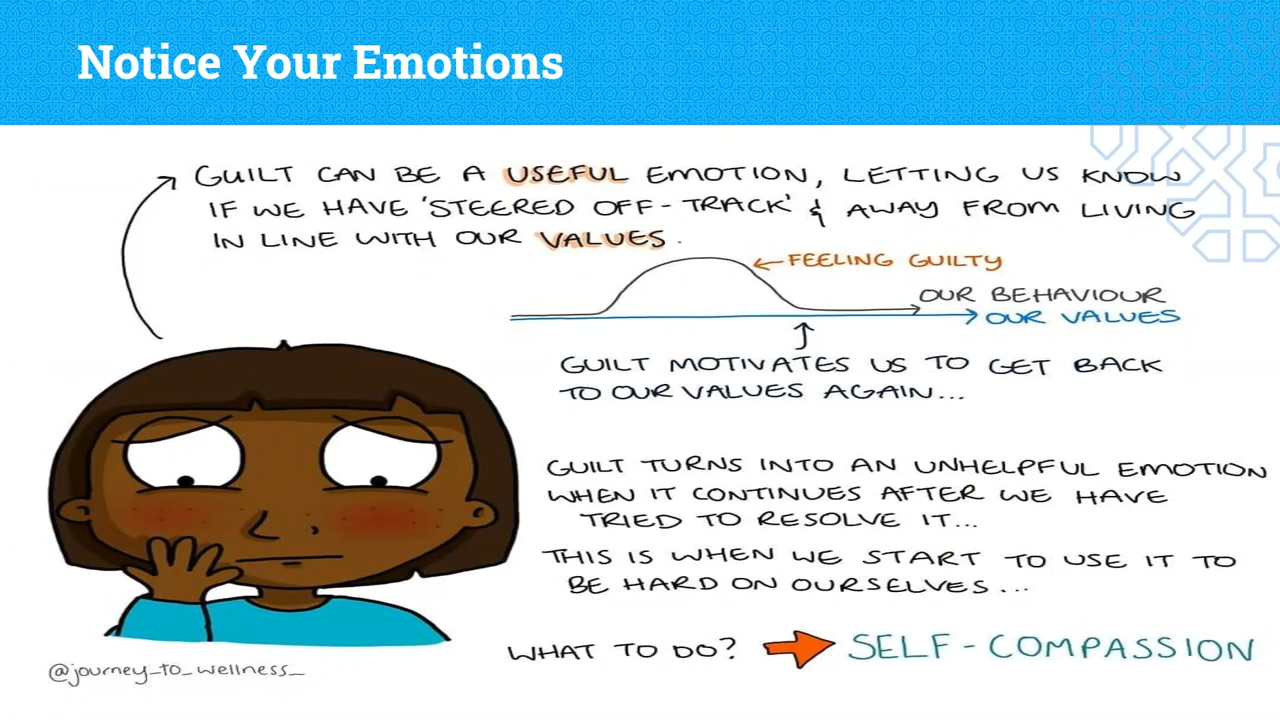 Notice Your Emotions
GUILT CAN BE A USEFUL EMOTION, LETTING US KNOW
IF WE HAVE 'STEERED OFF-TRACK' & AWAY FROM LIVING
IN LINE WITH OUR VALUES.
FEELING GUILTY
OUR BEHAVIOUR
OUR VALUES
GUILT MOTIVATES US TO GET BACK
TO OUR VALUES AGAIN...
GUILT TURNS INTO AN UNHELPFUL EMOTION
WHEN IT CONTINUES AFTER WE HAVE
TRIED TO RESOLVE IT...
THIS IS WHEN WE START TO USE IT TO
BE HARD ON OURSELVES...
WHAT TO DO? SELF-COMPASSION
@journey_to_wellness_